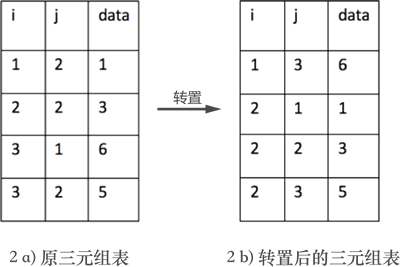 i j data
1 2 1
2 2 3
3 1 6
3 2 5
2 a) 原三元组表
转置
i j data
1 3 6
2 1 1
2 2 3
2 3 5
2 b) 转置后的三元组表